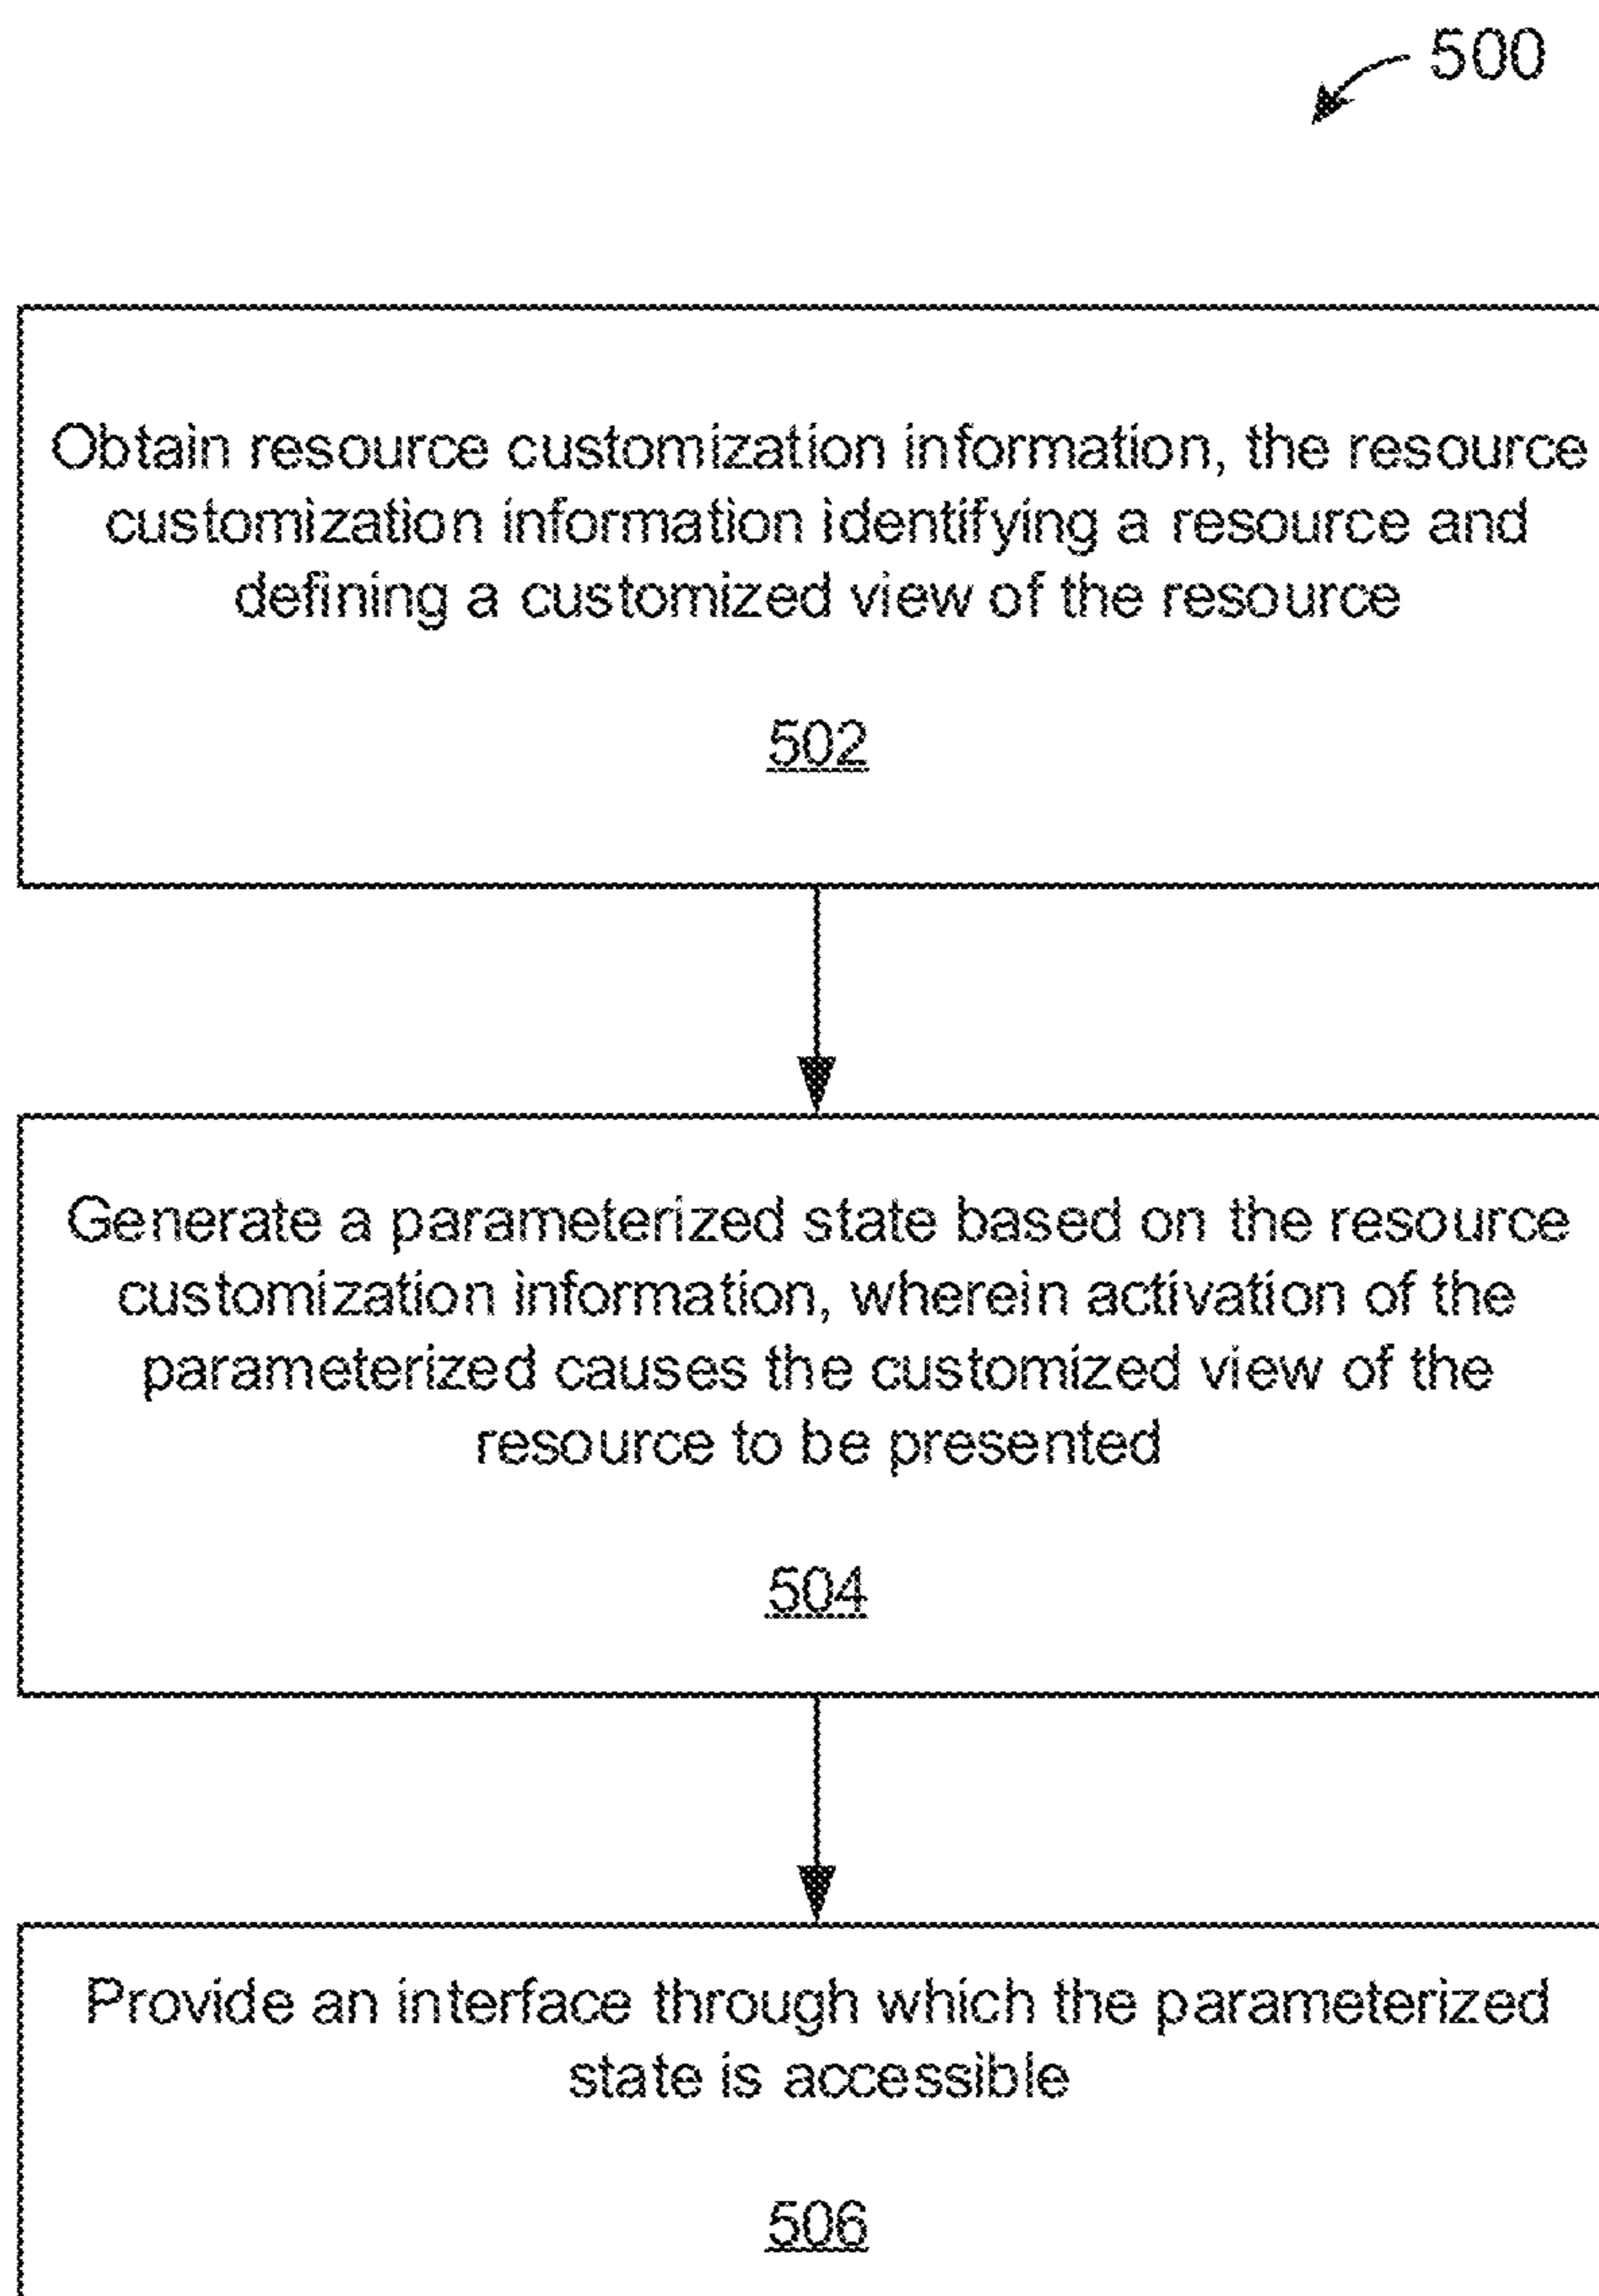 500
Obtain resource customization information, the resource
customization information identifying a resource and
defining a customized view of the resource
502
Generate a parameterized state based on the resource
customization information, wherein activation of the
parameterized causes the customized view of the
resource to be presented
504
Provide an interface through which the parameterized
state is accessible
506